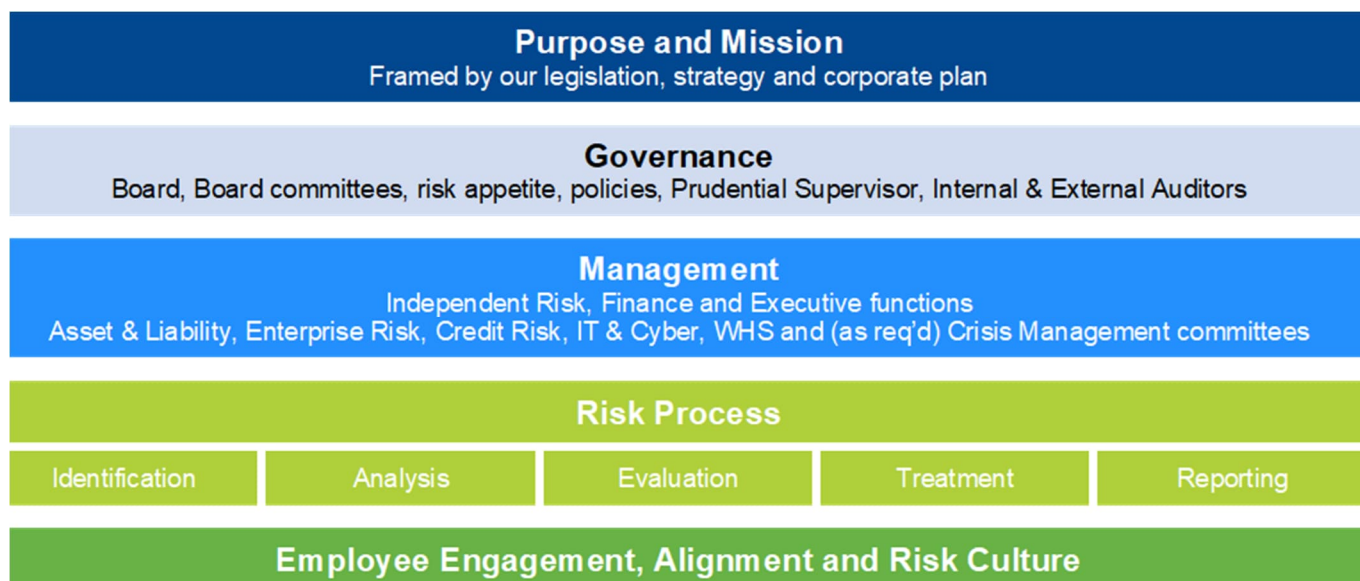 Purpose and Mission
Framed by our legislation, strategy and corporate plan
Governance
Board, Board committees, risk appetite, policies, Prudential Supervisor, Internal & External Auditors
Management
Independent Risk, Finance and Executive functions
Asset & Liability, Enterprise Risk, Credit Risk, IT & Cyber, WHS and (as req’d) Crisis Management committees
Risk Process
Identification
Analysis
Evaluation
Treatment
Reporting
Employee Engagement, Alignment and Risk Culture